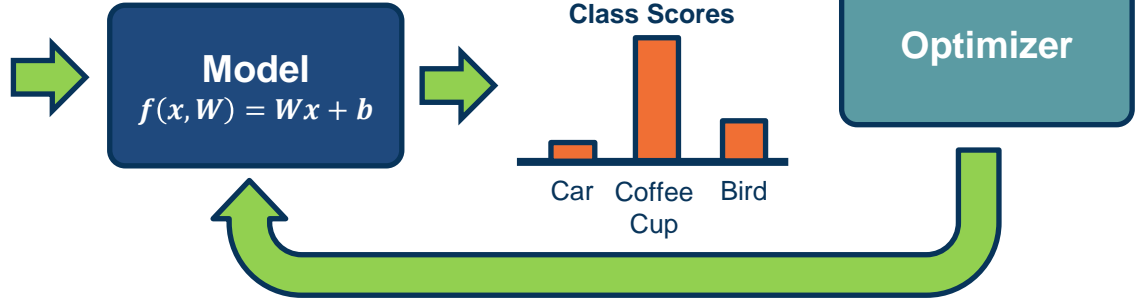 Class Scores
Optimizer
Model
f(x, W) = Wx + b
Car
Coffee
Cup
Bird